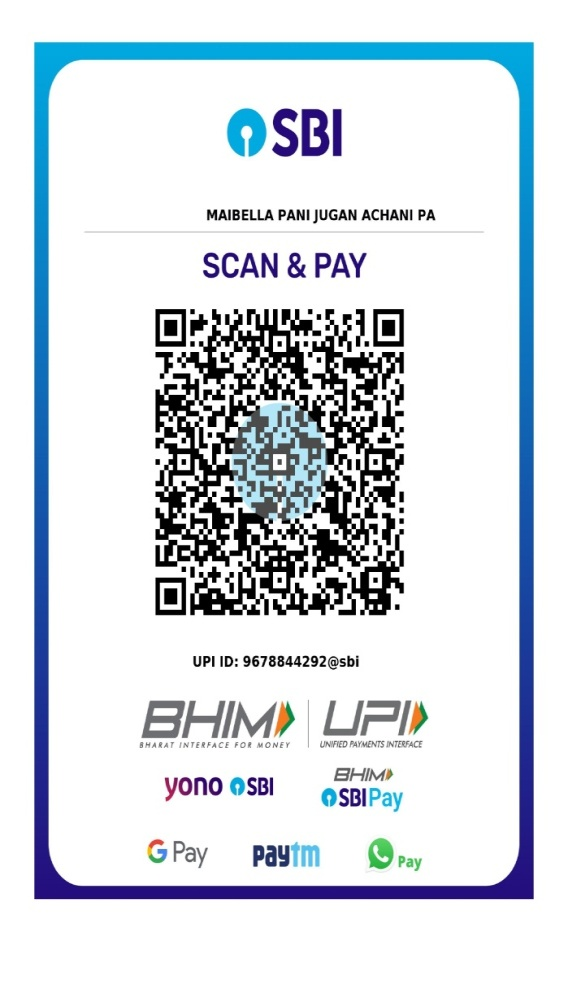 SBI
MAIBELLA PANI JUGAN ACHANI PA
SCAN & PAY
UPI ID: 9678844292@sbi
BHIM UPI
BHARAT INTERFACE FOR MONEY UNIFIED PAYMENTS INTERFACE
yono SBI
BHIM
SBI Pay
G Pay paytm Pay